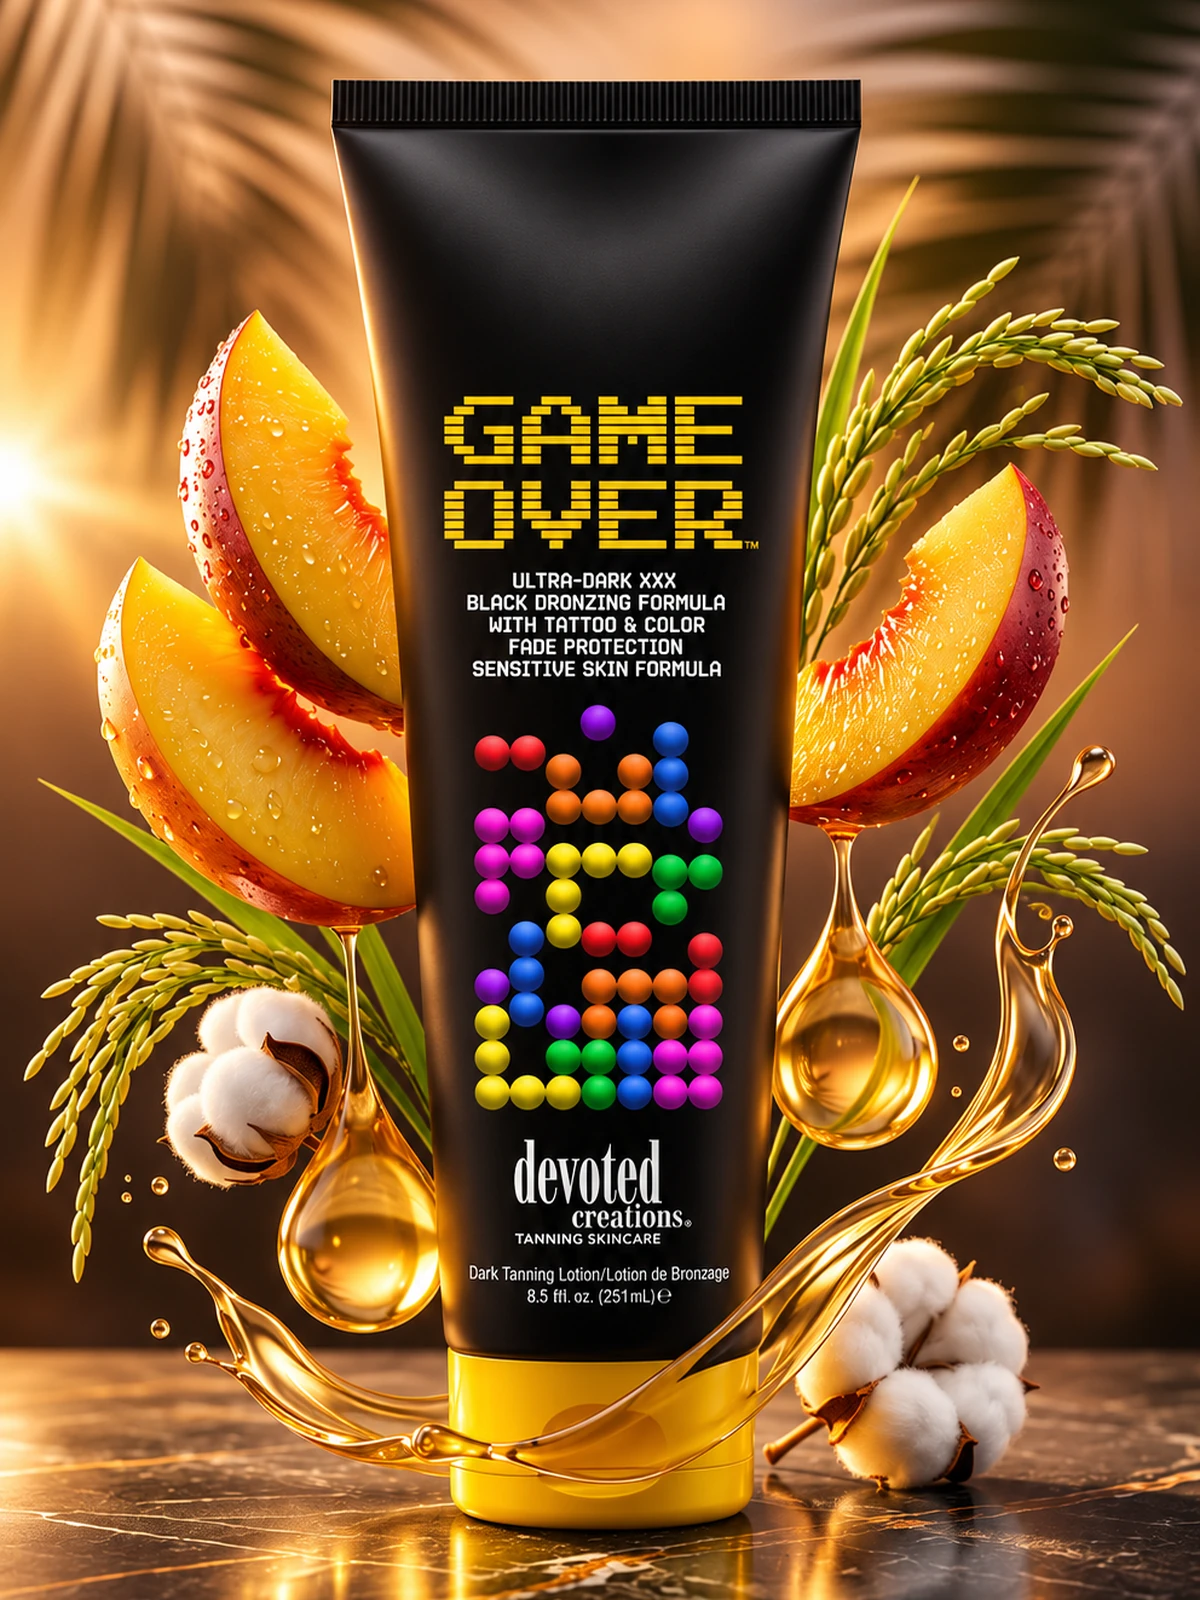 GAME
OVER™
ULTRA-DARK XXX
BLACK DRONZING FORMULA
WITH TATTOO & COLOR
FADE PROTECTION
SENSITIVE SKIN FORMULA
devoted
creations®
TANNING SKINCARE
Dark Tanning Lotion/Lotion de Bronzage
8.5 ffl. oz. (251mL)℮